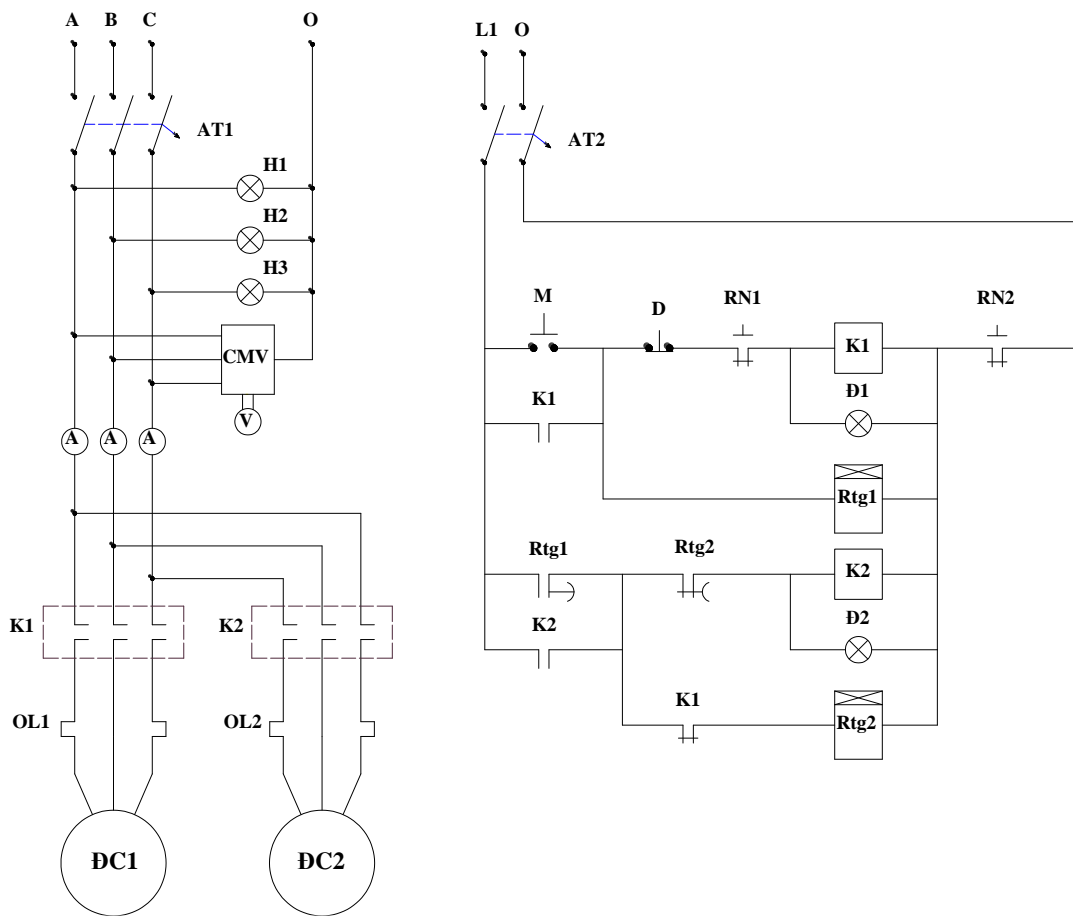 A B C O
AT1
H1
H2
H3
CMV
V
A A A
K1 K2
OL1 OL2
ĐC1 ĐC2
L1 O
AT2
M D RN1 RN2
K1
K1 Đ1
Rtg1
Rtg1 Rtg2 K2
K2 Đ2
K1 Rtg2